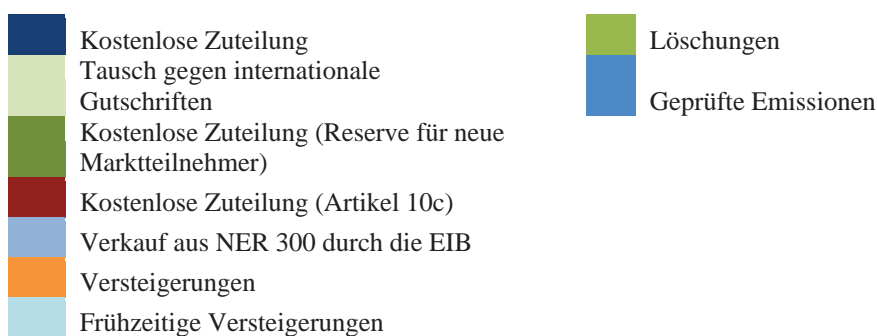 Kostenlose Zuteilung
Tausch gegen internationale
Gutschriften
Kostenlose Zuteilung (Reserve für neue
Marktteilnehmer)
Kostenlose Zuteilung (Artikel 10c)
Verkauf aus NER 300 durch die EIB
Versteigerungen
Frühzeitige Versteigerungen
Löschungen
Geprüfte Emissionen